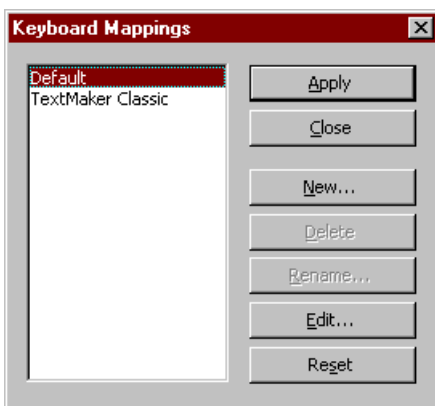 Keyboard Mappings
Default
TextMaker Classic
Apply
Close
New...
Delete
Rename...
Edit...
Reset